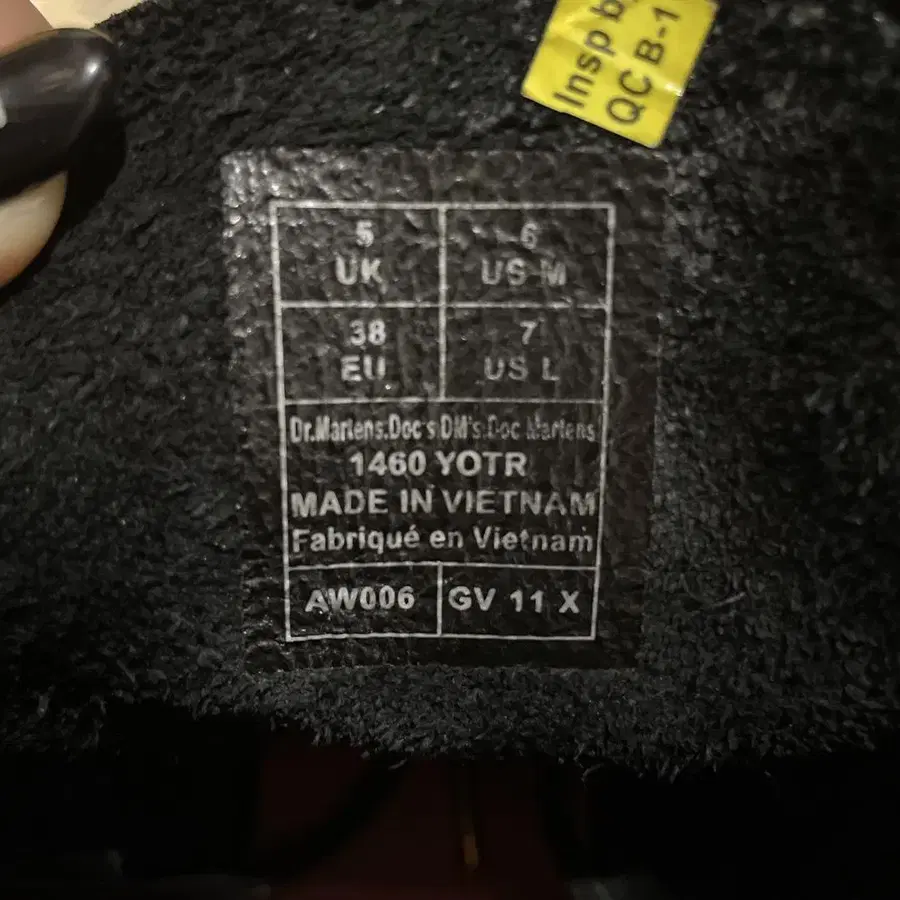 Insp by
QC B-1
5 6
UK US M
38 7
EU US L
Dr.Martens.Doc's.DM's.Doc Martens
1460 YOTR
MADE IN VIETNAM
Fabriqué en Vietnam
AW006 GV 11 X